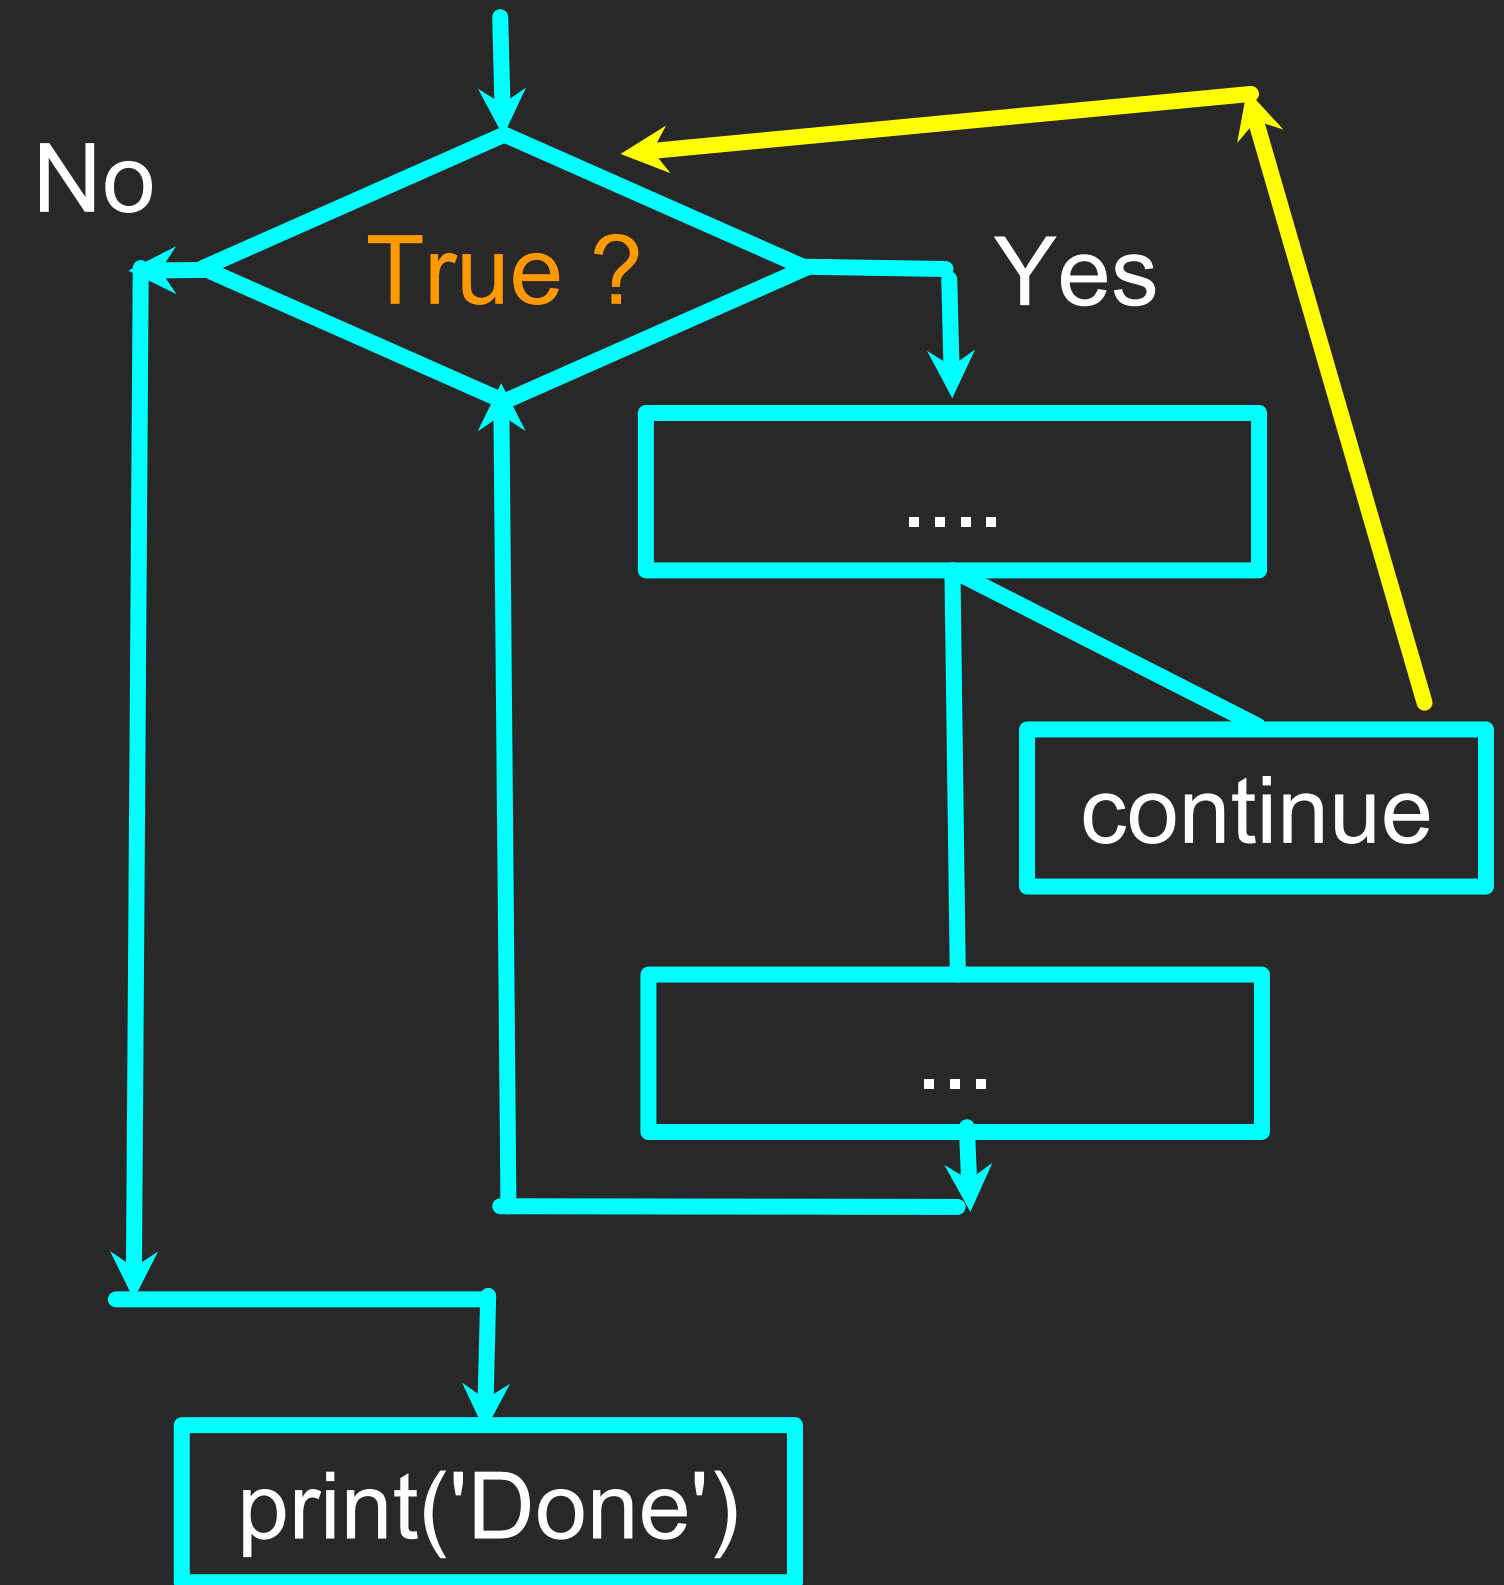 No
True ?
Yes
....
continue
...
print('Done')